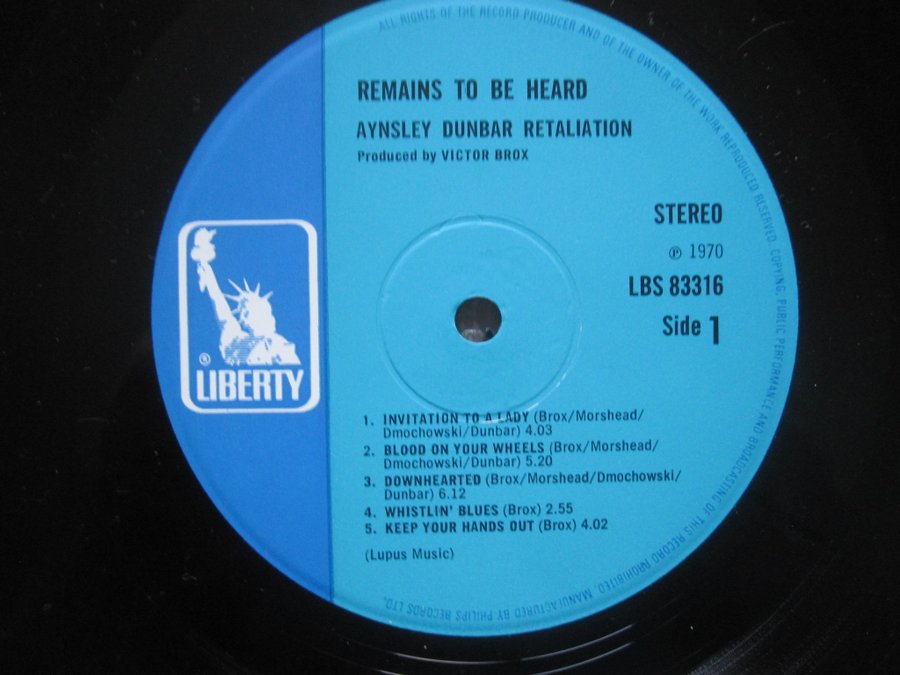 ALL RIGHTS OF THE RECORD PRODUCER AND OF THE OWNER OF THE WORK REPRODUCED RESERVED. COPYING, PUBLIC PERFORMANCE AND BROADCASTING OF THIS RECORD PROHIBITED. MANUFACTURED BY PHILIPS RECORDS LTD.
REMAINS TO BE HEARD
AYNSLEY DUNBAR RETALIATION
Produced by VICTOR BROX
STEREO
℗ 1970
LBS 83316
Side 1
®
LIBERTY
1. INVITATION TO A LADY (Brox/Morshead/
Dmochowski/Dunbar) 4.03
2. BLOOD ON YOUR WHEELS (Brox/Morshead/
Dmochowski/Dunbar) 5.20
3. DOWNHEARTED (Brox/Morshead/Dmochowski/
Dunbar) 6.12
4. WHISTLIN' BLUES (Brox) 2.55
5. KEEP YOUR HANDS OUT (Brox) 4.02
(Lupus Music)